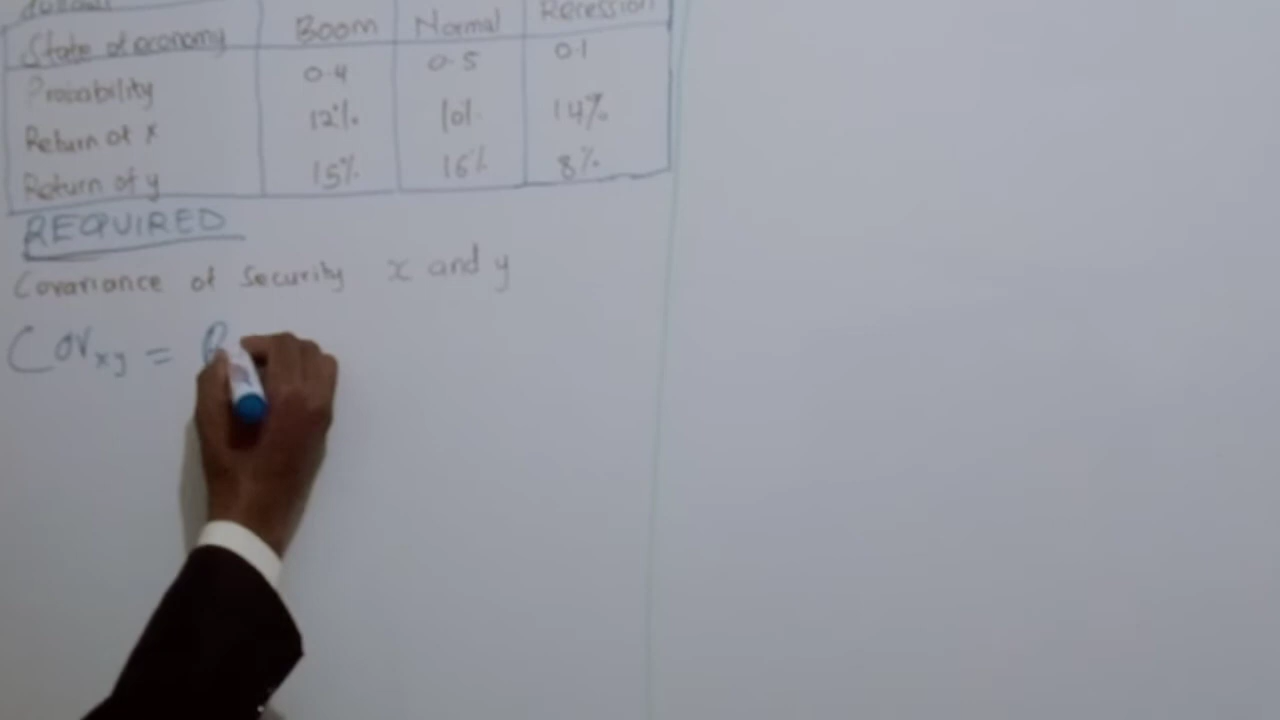 State of economy Boom Normal Recession
Probability 0.4 0.5 0.1
Return of x 12% 10% 14%
Return of y 15% 16% 8%
REQUIRED
Covariance of Security x and y
Cov xy =